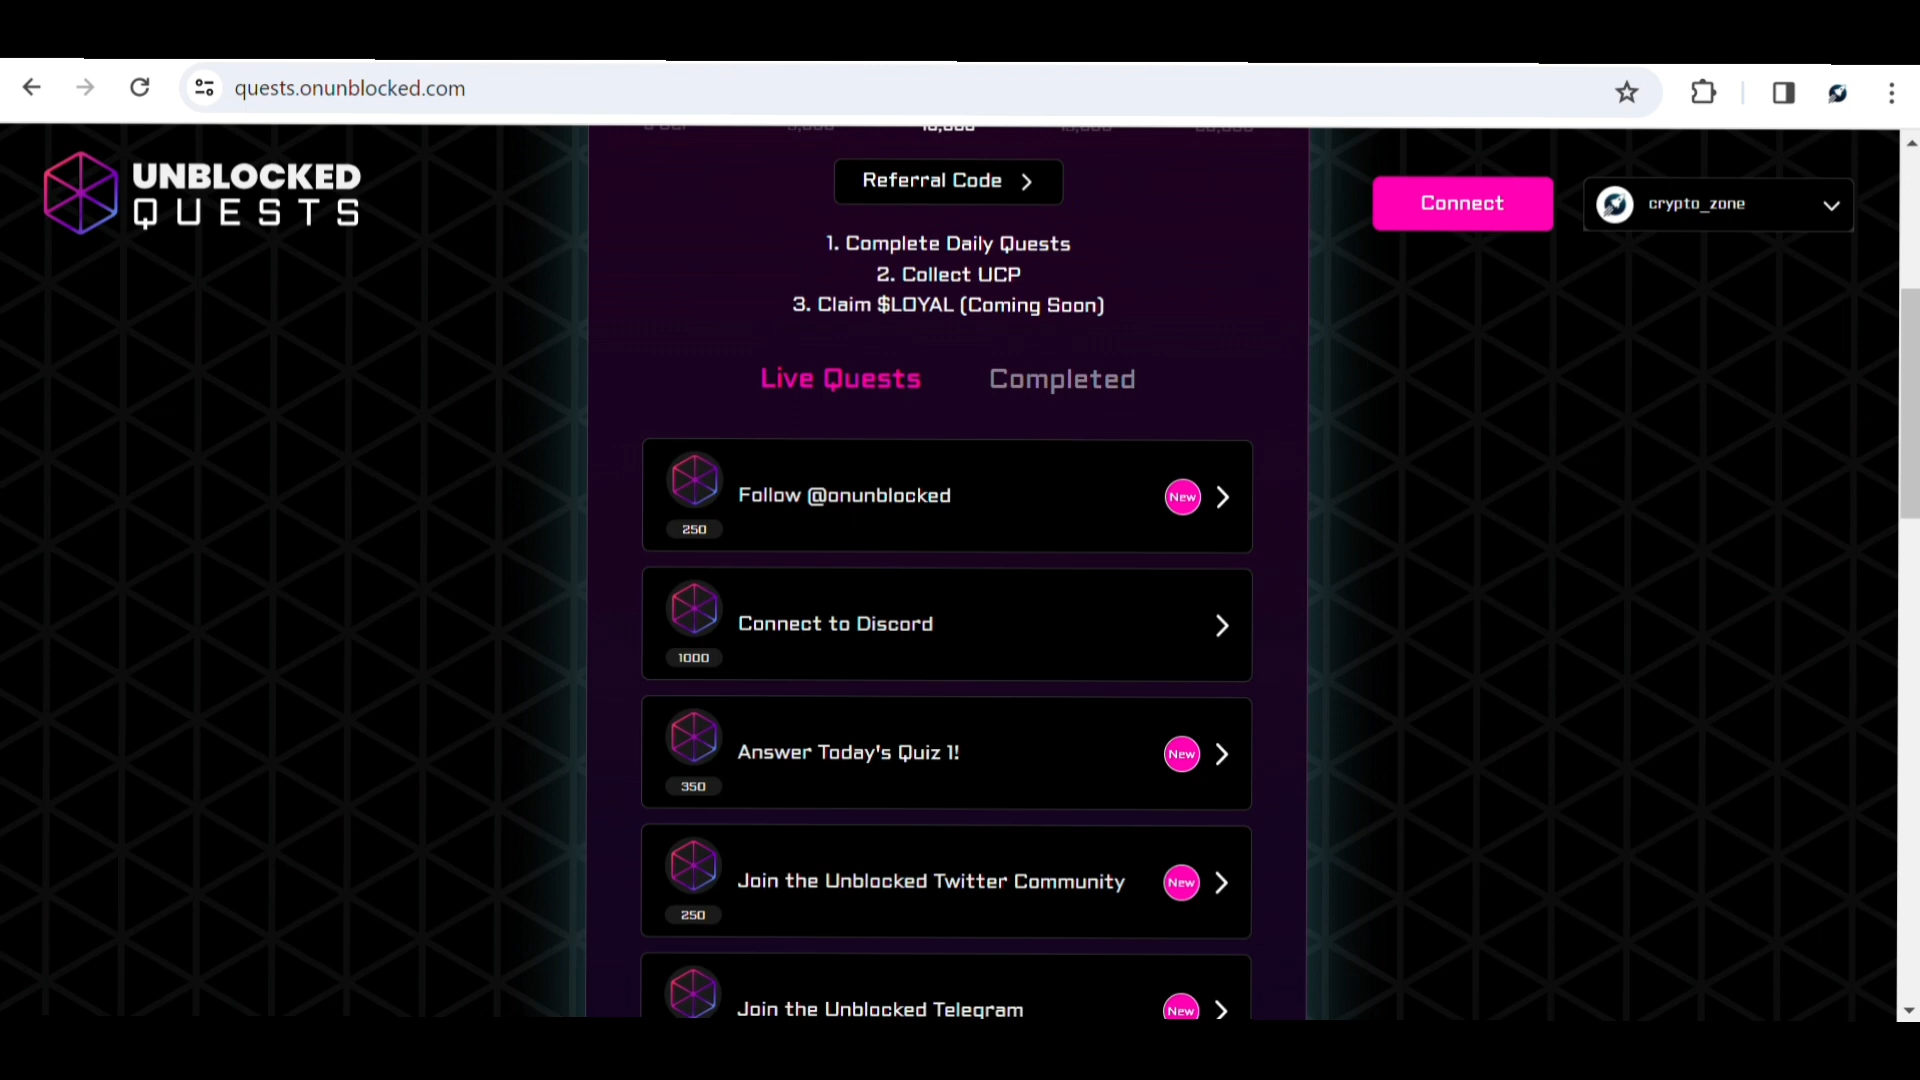 quests.onunblocked.com
UNBLOCKED
QUESTS
Referral Code
Connect
crypto_zone
1. Complete Daily Quests
2. Collect UCP
3. Claim $LOYAL (Coming Soon)
Live Quests Completed
Follow @onunblocked
New
250
Connect to Discord
1000
Answer Today's Quiz 1!
New
350
Join the Unblocked Twitter Community
New
250
Join the Unblocked Telegram
New